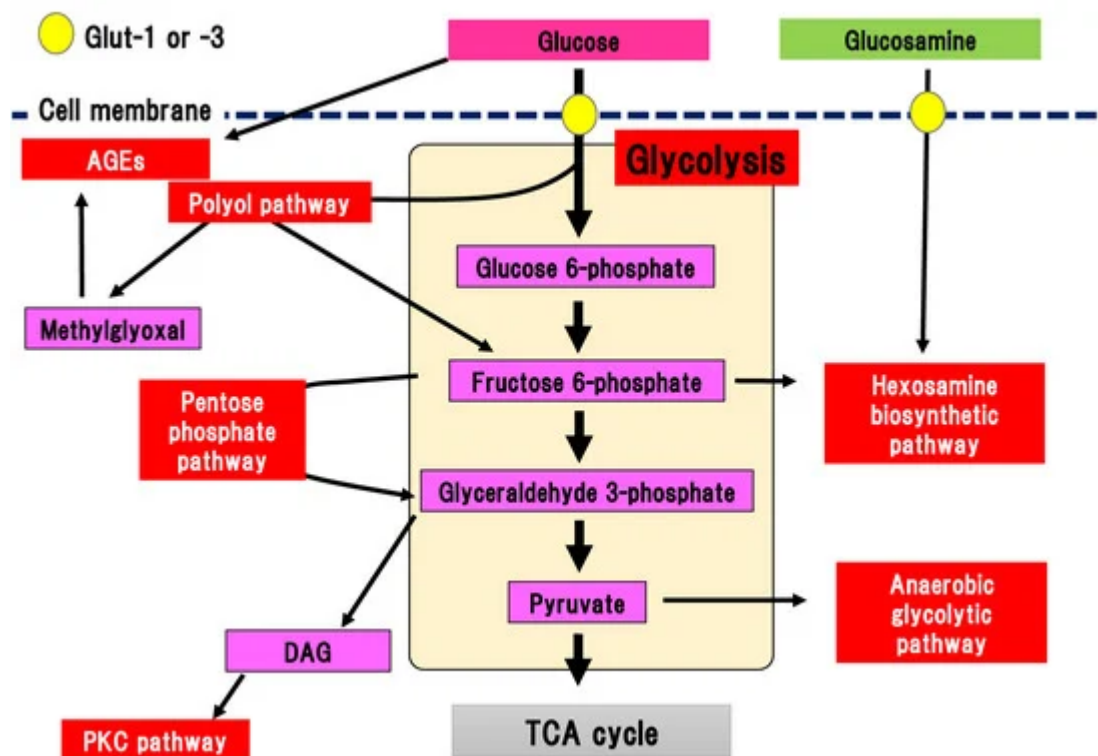 Glut-1 or -3
Glucose
Glucosamine
Cell membrane
AGEs
Glycolysis
Polyol pathway
Glucose 6-phosphate
Methylglyoxal
Fructose 6-phosphate
Hexosamine
biosynthetic
pathway
Pentose
phosphate
pathway
Glyceraldehyde 3-phosphate
Pyruvate
Anaerobic
glycolytic
pathway
DAG
PKC pathway
TCA cycle